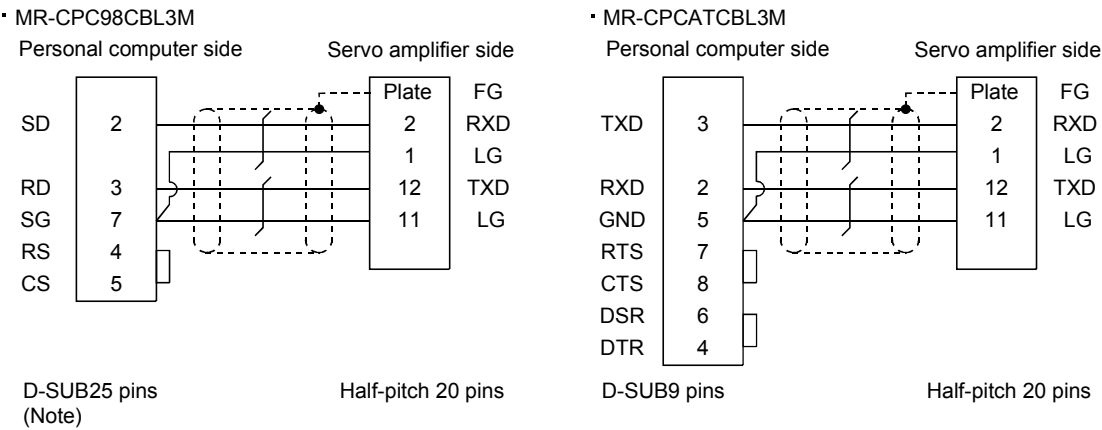 ・MR-CPC98CBL3M
Personal computer side Servo amplifier side
Plate FG
SD 2 2 RXD
1 LG
RD 3 12 TXD
SG 7 11 LG
RS 4
CS 5
D-SUB25 pins Half-pitch 20 pins
(Note)
・MR-CPCATCBL3M
Personal computer side Servo amplifier side
Plate FG
TXD 3 2 RXD
1 LG
RXD 2 12 TXD
GND 5 11 LG
RTS 7
CTS 8
DSR 6
DTR 4
D-SUB9 pins Half-pitch 20 pins